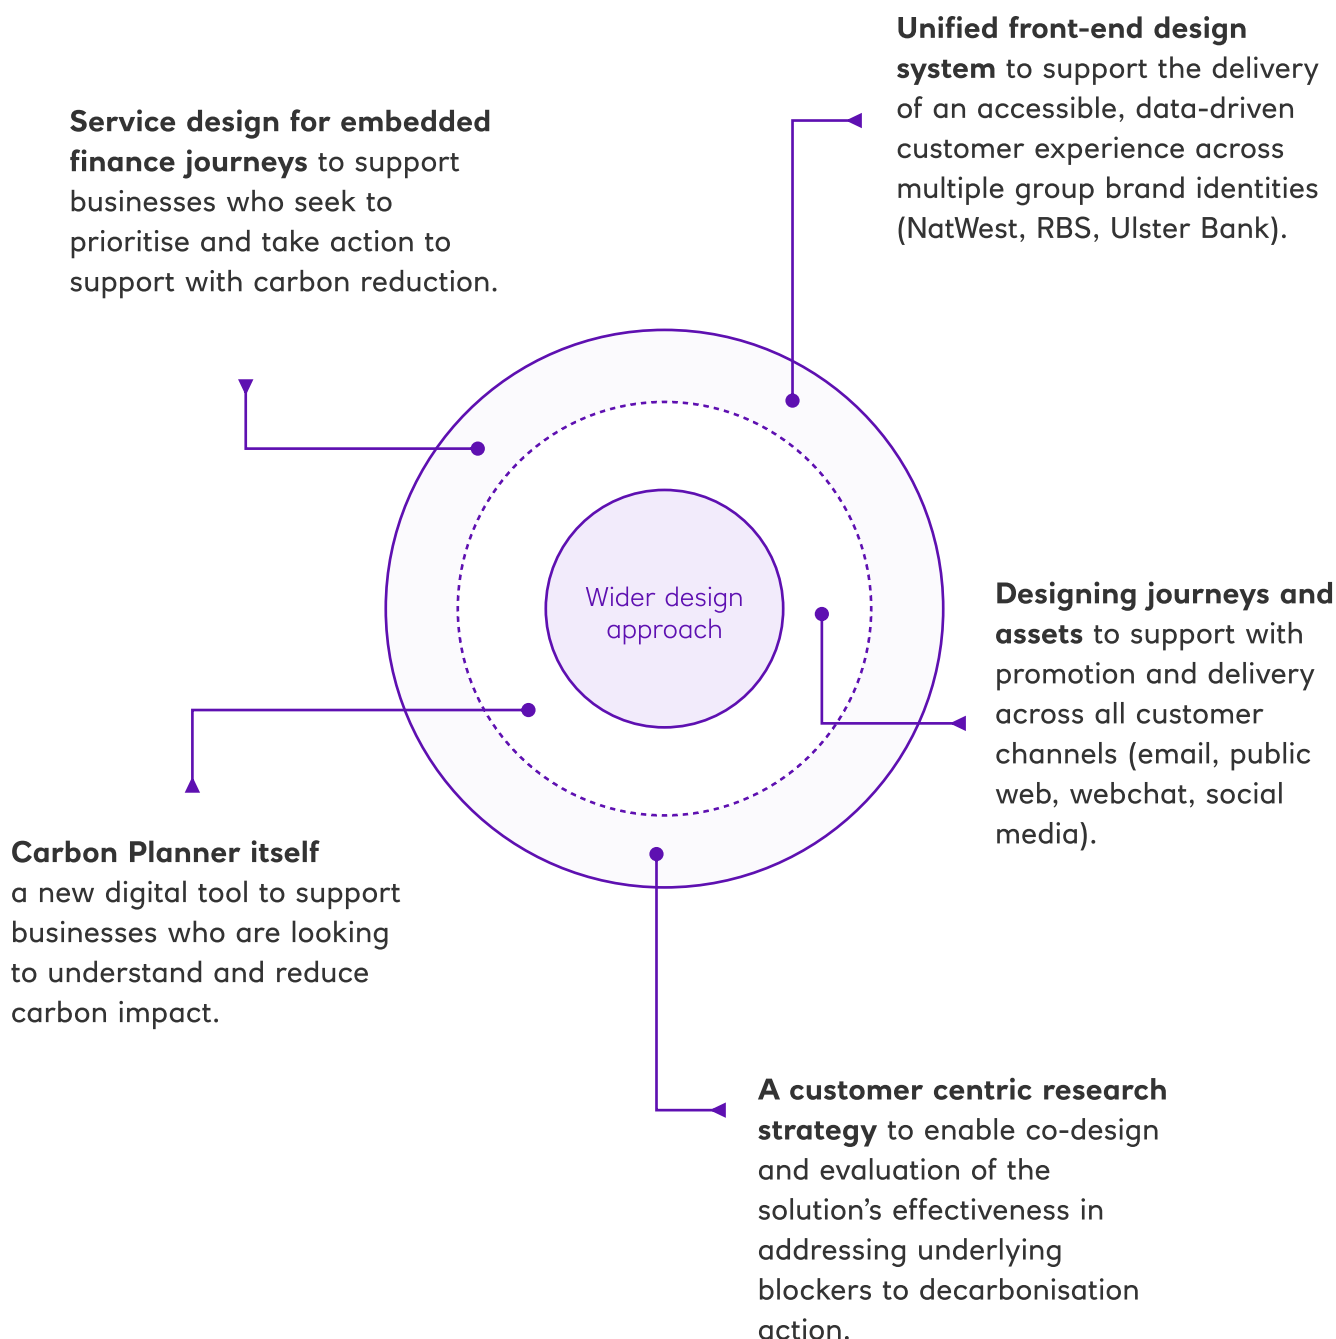 Unified front-end design
system to support the delivery
of an accessible, data-driven
customer experience across
multiple group brand identities
(NatWest, RBS, Ulster Bank).
Service design for embedded
finance journeys to support
businesses who seek to
prioritise and take action to
support with carbon reduction.
Wider design
approach
Designing journeys and
assets to support with
promotion and delivery
across all customer
channels (email, public
web, webchat, social
media).
Carbon Planner itself
a new digital tool to support
businesses who are looking
to understand and reduce
carbon impact.
A customer centric research
strategy to enable co-design
and evaluation of the
solution’s effectiveness in
addressing underlying
blockers to decarbonisation
action.